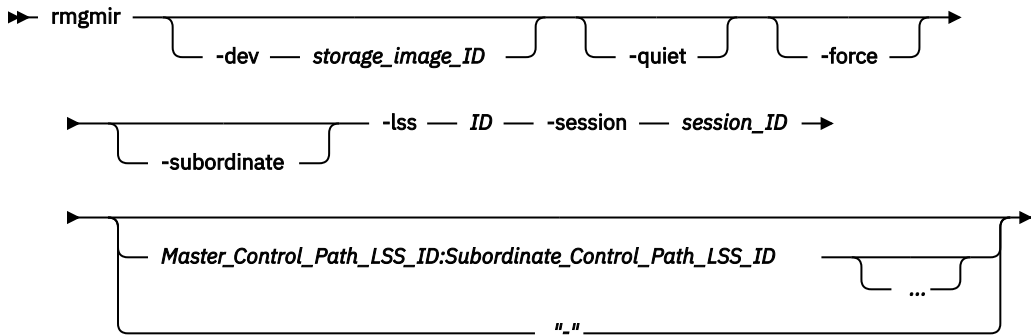 rmgmir
-dev storage_image_ID -quiet -force
-subordinate -lss ID -session session_ID
Master_Control_Path_LSS_ID:Subordinate_Control_Path_LSS_ID
...
"-"